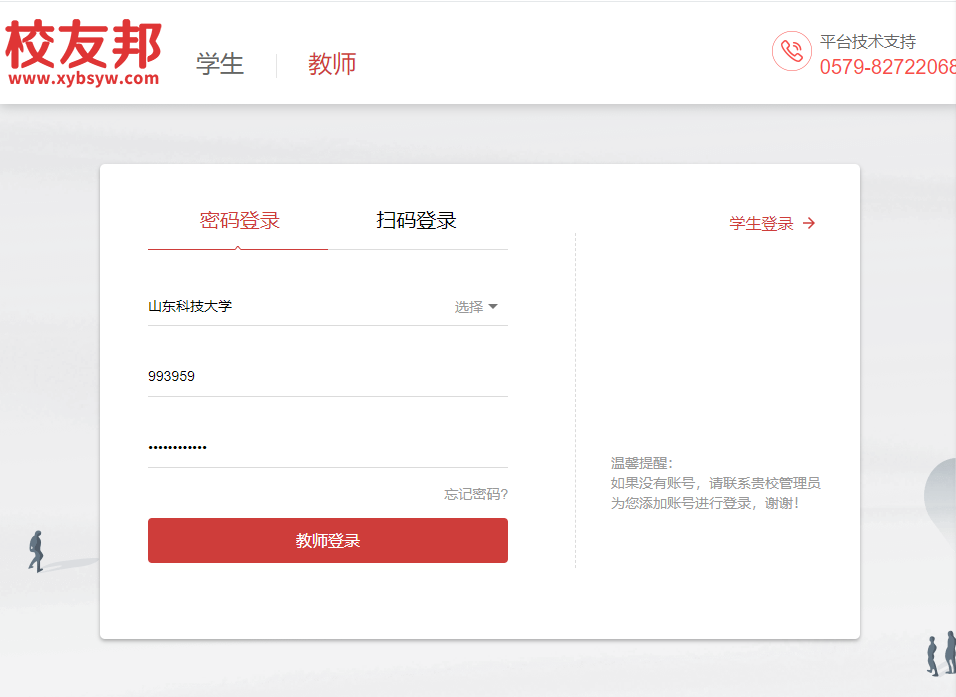 校友邦
www.xybsyw.com
学生
教师
平台技术支持
0579-82722068
密码登录
扫码登录
学生登录
山东科技大学
选择
993959
••••••••••••
忘记密码?
教师登录
温馨提醒：
如果没有账号，请联系贵校管理员
为您添加账号进行登录，谢谢！